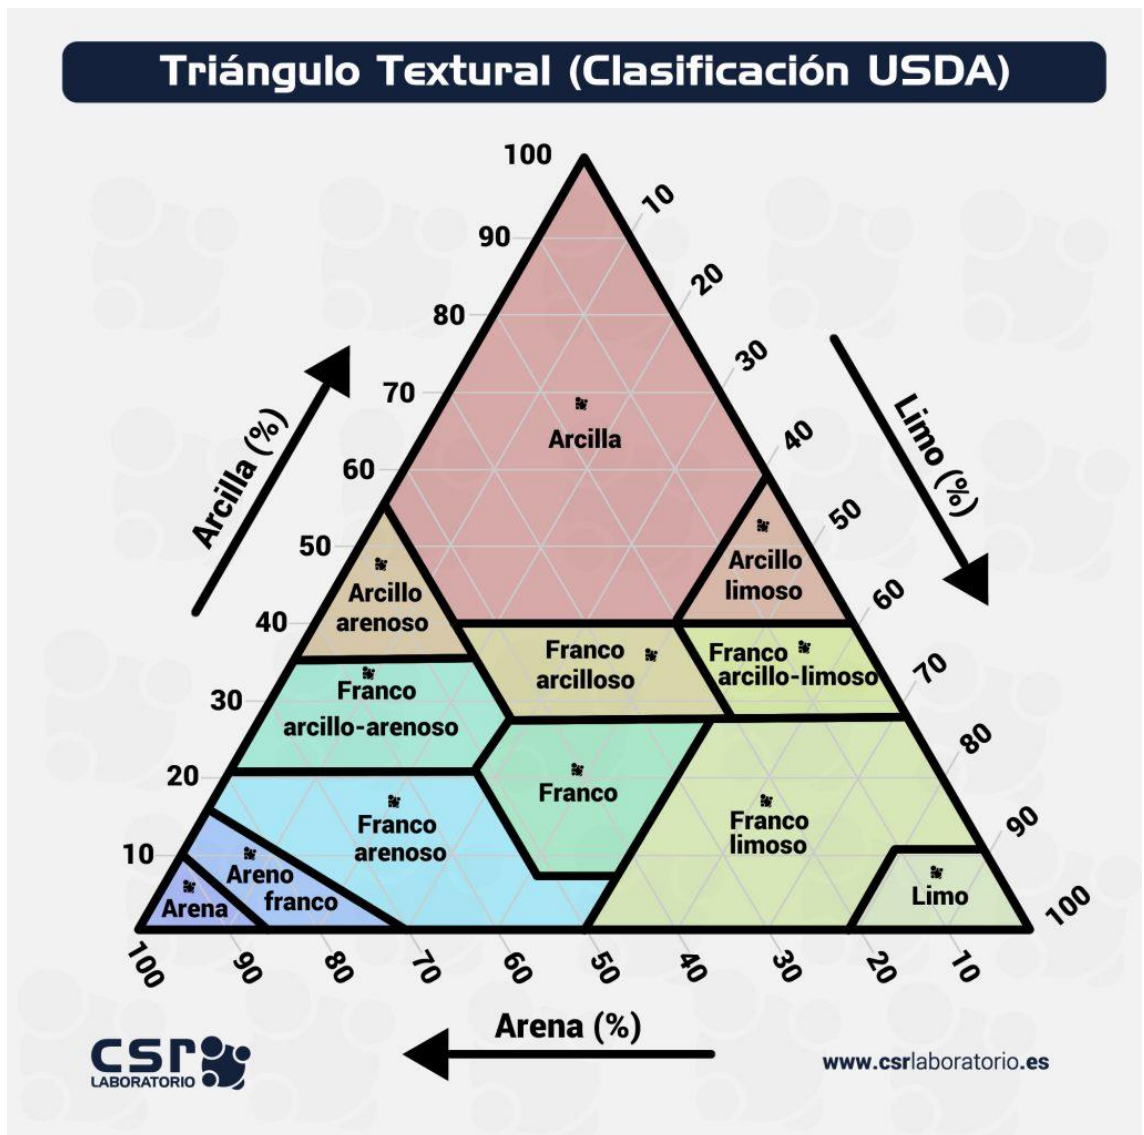 Triángulo Textural (Clasificación USDA)
100
90
80
70
60
50
40
30
20
10
10
20
30
40
50
60
70
80
90
100
Arcilla (%)
Limo (%)
Arcilla
Arcillo
limoso
Arcillo
arenoso
Franco
arcilloso
Franco
arcillo-limoso
Franco
arcillo-arenoso
Franco
Franco
arenoso
Franco
limoso
Areno
franco
Arena
Limo
100
90
80
70
60
50
40
30
20
10
Arena (%)
CSR
LABORATORIO
www.csrlaboratorio.es